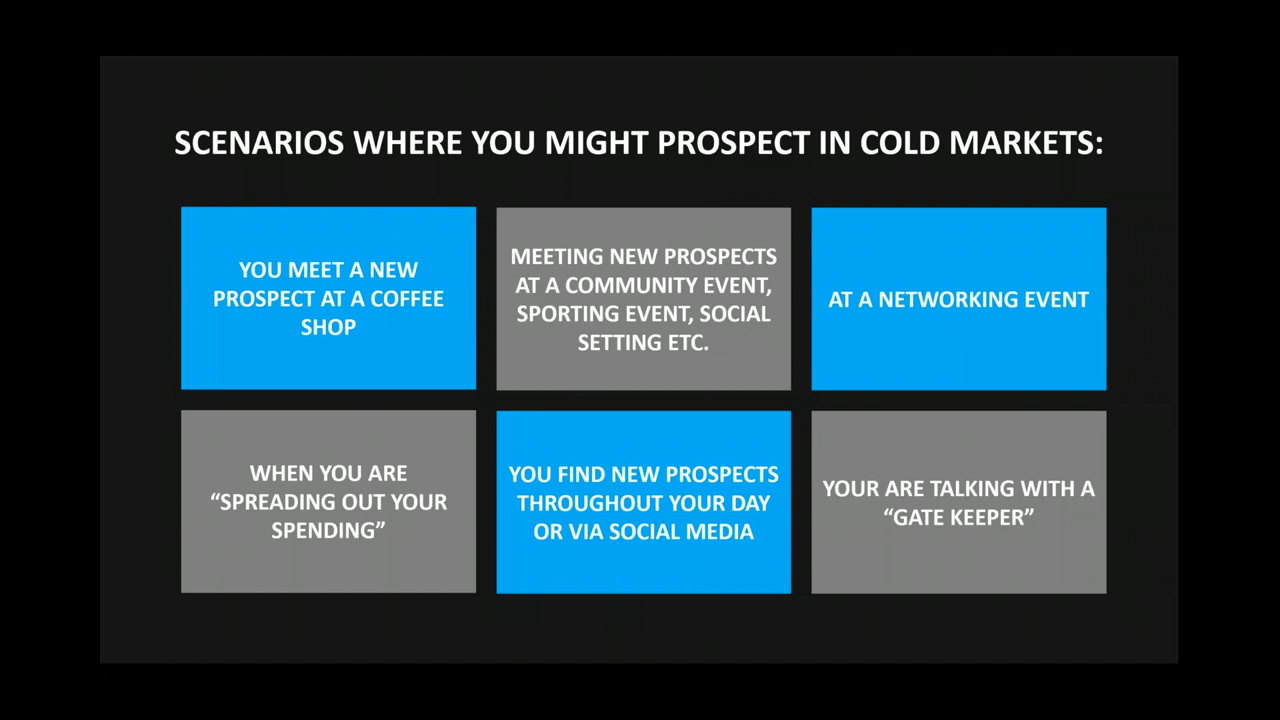 SCENARIOS WHERE YOU MIGHT PROSPECT IN COLD MARKETS:
YOU MEET A NEW
PROSPECT AT A COFFEE
SHOP
MEETING NEW PROSPECTS
AT A COMMUNITY EVENT,
SPORTING EVENT, SOCIAL
SETTING ETC.
AT A NETWORKING EVENT
WHEN YOU ARE
“SPREADING OUT YOUR
SPENDING”
YOU FIND NEW PROSPECTS
THROUGHOUT YOUR DAY
OR VIA SOCIAL MEDIA
YOUR ARE TALKING WITH A
“GATE KEEPER”